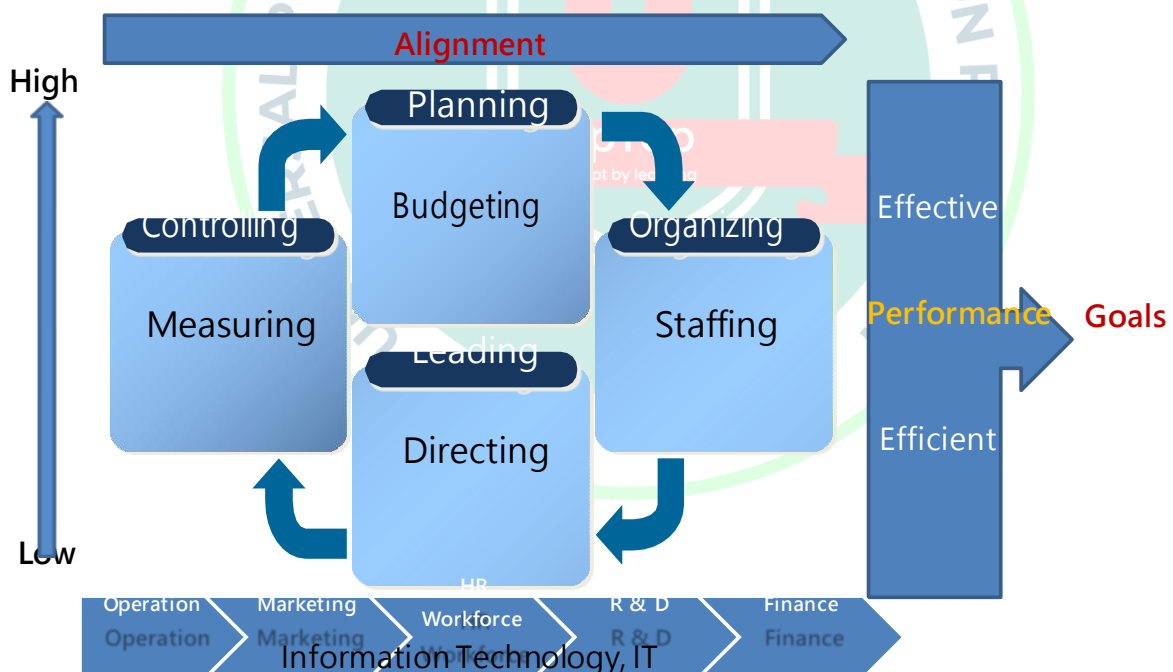 Alignment
High
Planning
Budgeting
Controlling
Measuring
Organizing
Staffing
Leading
Directing
Effective
Performance
Goals
Efficient
Low
Operation
Marketing
HR
Workforce
R & D
Finance
Operation
Marketing
Workforce
R & D
Finance
Information Technology, IT